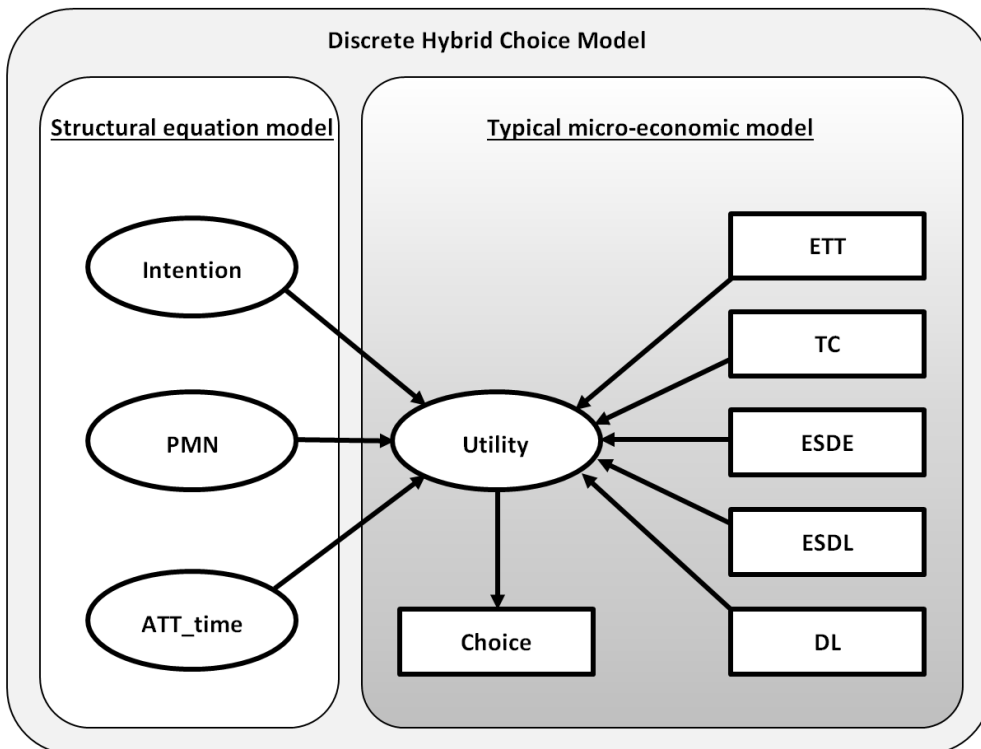 Discrete Hybrid Choice Model
Structural equation model
Typical micro-economic model
Intention
PMN
ATT_time
Utility
Choice
ETT
TC
ESDE
ESDL
DL